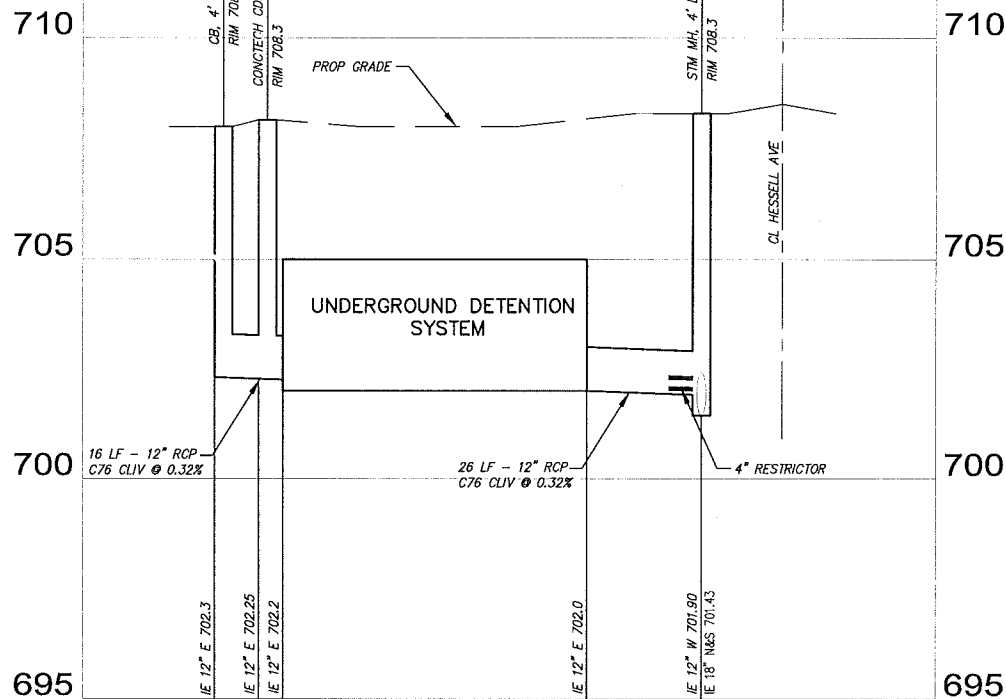 710
710
CB, 4'
RIM
CONCTECH
RIM 708.3
STM MH, 4'
RIM 708.3
PROP GRADE
CL HESSELL AVE
705
705
UNDERGROUND DETENTION
SYSTEM
16 LF - 12" RCP
C76 CLIV @ 0.32%
26 LF - 12" RCP
C76 CLIV @ 0.32%
4" RESTRICTOR
700
700
IE 12" E 702.3
IE 12" E 702.25
IE 12" E 702.2
IE 12" E 702.0
IE 12" W 701.90
IE 18" N&S 701.43
695
695